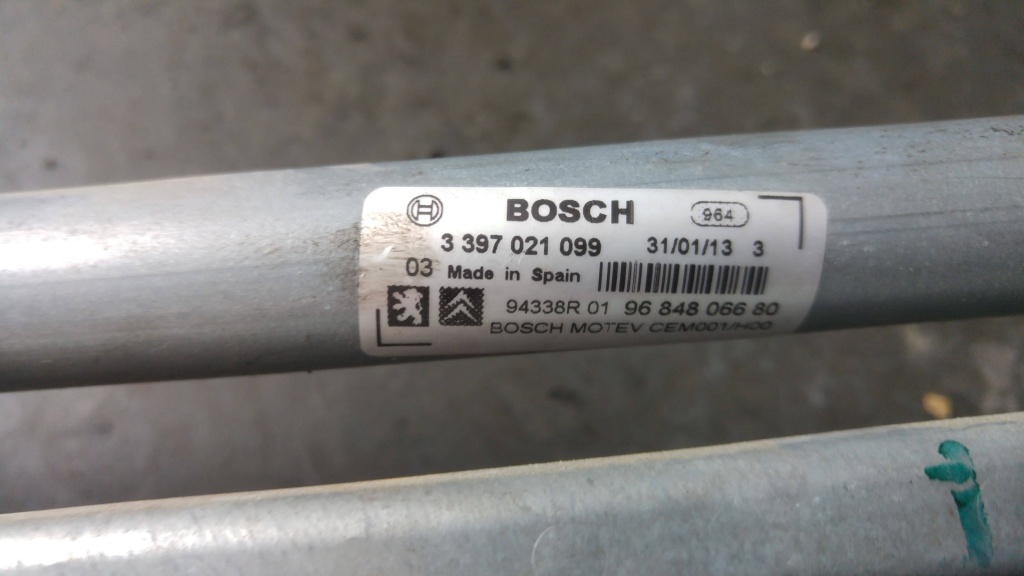 BOSCH 964
3 397 021 099 31/01/13 3
03 Made in Spain
94338R 01 96 848 066 80
BOSCH MOTEV CEM001/H00